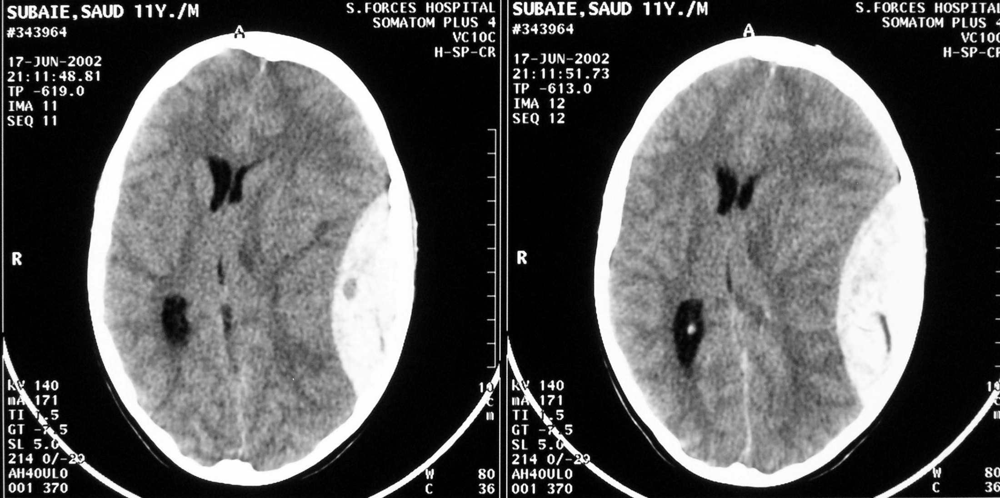 SUBAIE,SAUD 11Y./M
#343964
S.FORCES HOSPITAL
SOMATOM PLUS 4
VC10C
H-SP-CR
A
17-JUN-2002
21:11:48.81
TP -619.0
IMA 11
SEQ 11
R
kV 140
mA 171
TI 1.5
GT -7.5
SL 5.0
214 0/-29
AH40UL0
001 370
10
c
m
W 80
C 36
SUBAIE,SAUD 11Y./M
#343964
S.FORCES HOSPITAL
SOMATOM PLUS 4
VC10C
H-SP-CR
A
17-JUN-2002
21:11:51.73
TP -613.0
IMA 12
SEQ 12
R
kV 140
mA 171
TI 1.5
GT -7.5
SL 5.0
214 0/-29
AH40UL0
001 370
10
c
m
W 80
C 36